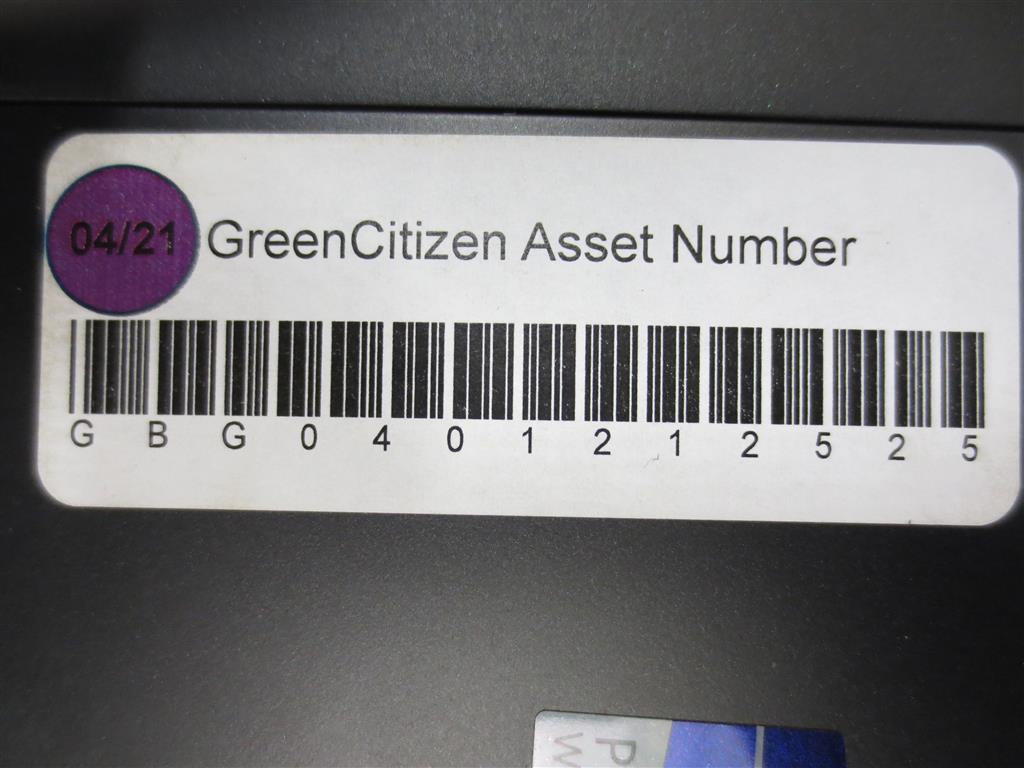 04/21 GreenCitizen Asset Number
G B G 0 4 0 1 2 1 2 5 2 5
P
W